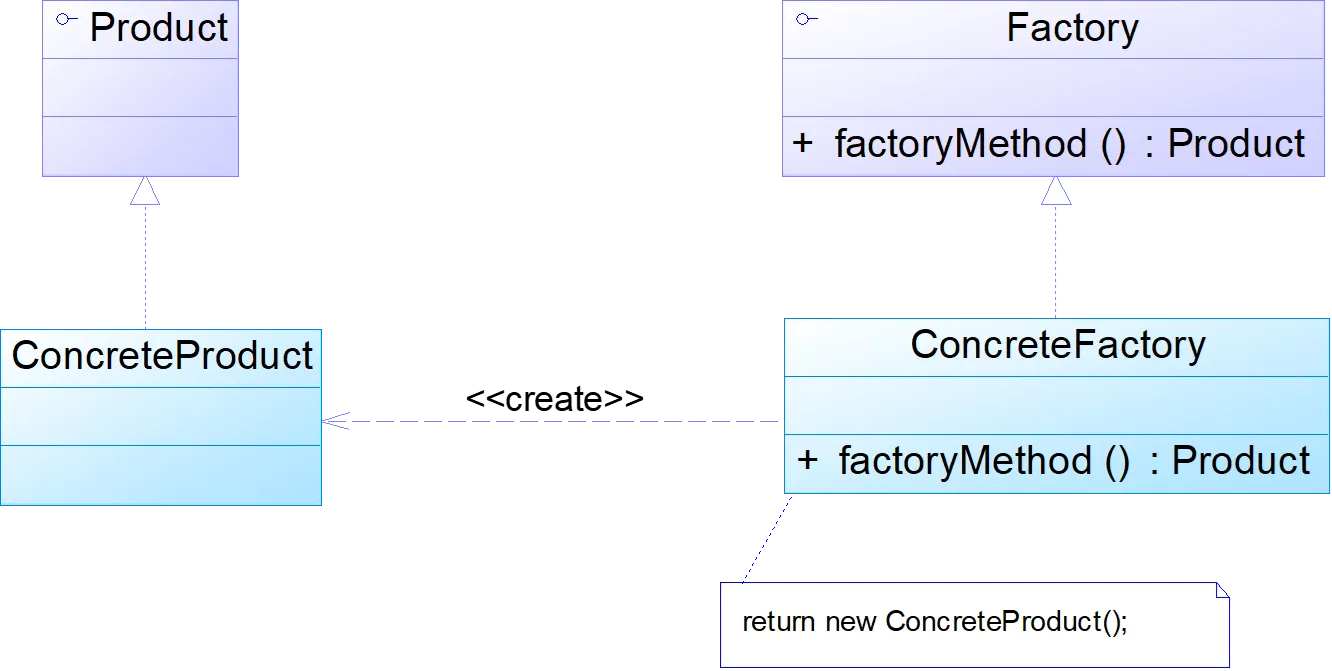 Product
Factory
+ factoryMethod () : Product
ConcreteProduct
<<create>>
ConcreteFactory
+ factoryMethod () : Product
return new ConcreteProduct();